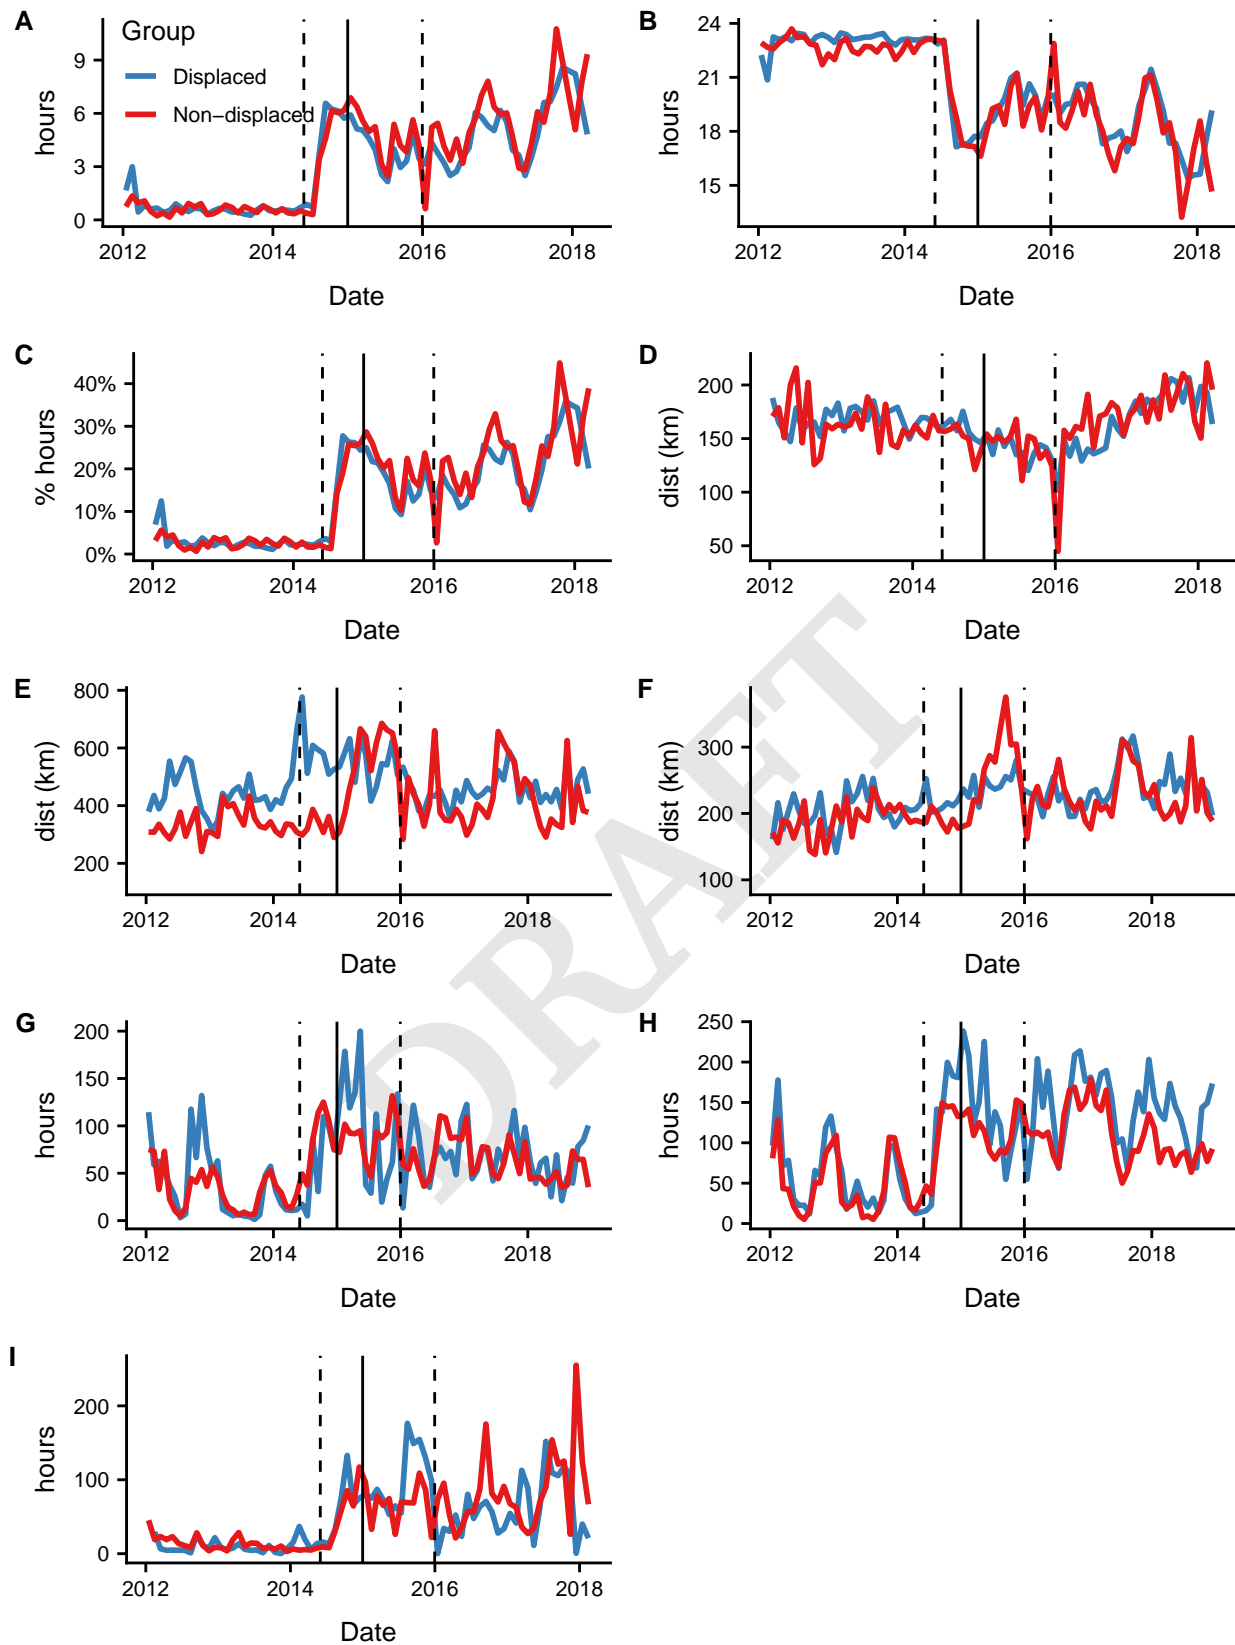 A
Group
Displaced
Non−displaced
hours
9
6
3
0
2012
2014
2016
2018
Date
B
hours
24
21
18
15
2012
2014
2016
2018
Date
C
% hours
40%
30%
20%
10%
0%
2012
2014
2016
2018
Date
D
dist (km)
200
150
100
50
2012
2014
2016
2018
Date
E
dist (km)
800
600
400
200
2012
2014
2016
2018
Date
F
dist (km)
300
200
100
2012
2014
2016
2018
Date
G
hours
200
150
100
50
0
2012
2014
2016
2018
Date
H
hours
250
200
150
100
50
0
2012
2014
2016
2018
Date
I
hours
200
100
0
2012
2014
2016
2018
Date
DRAFT